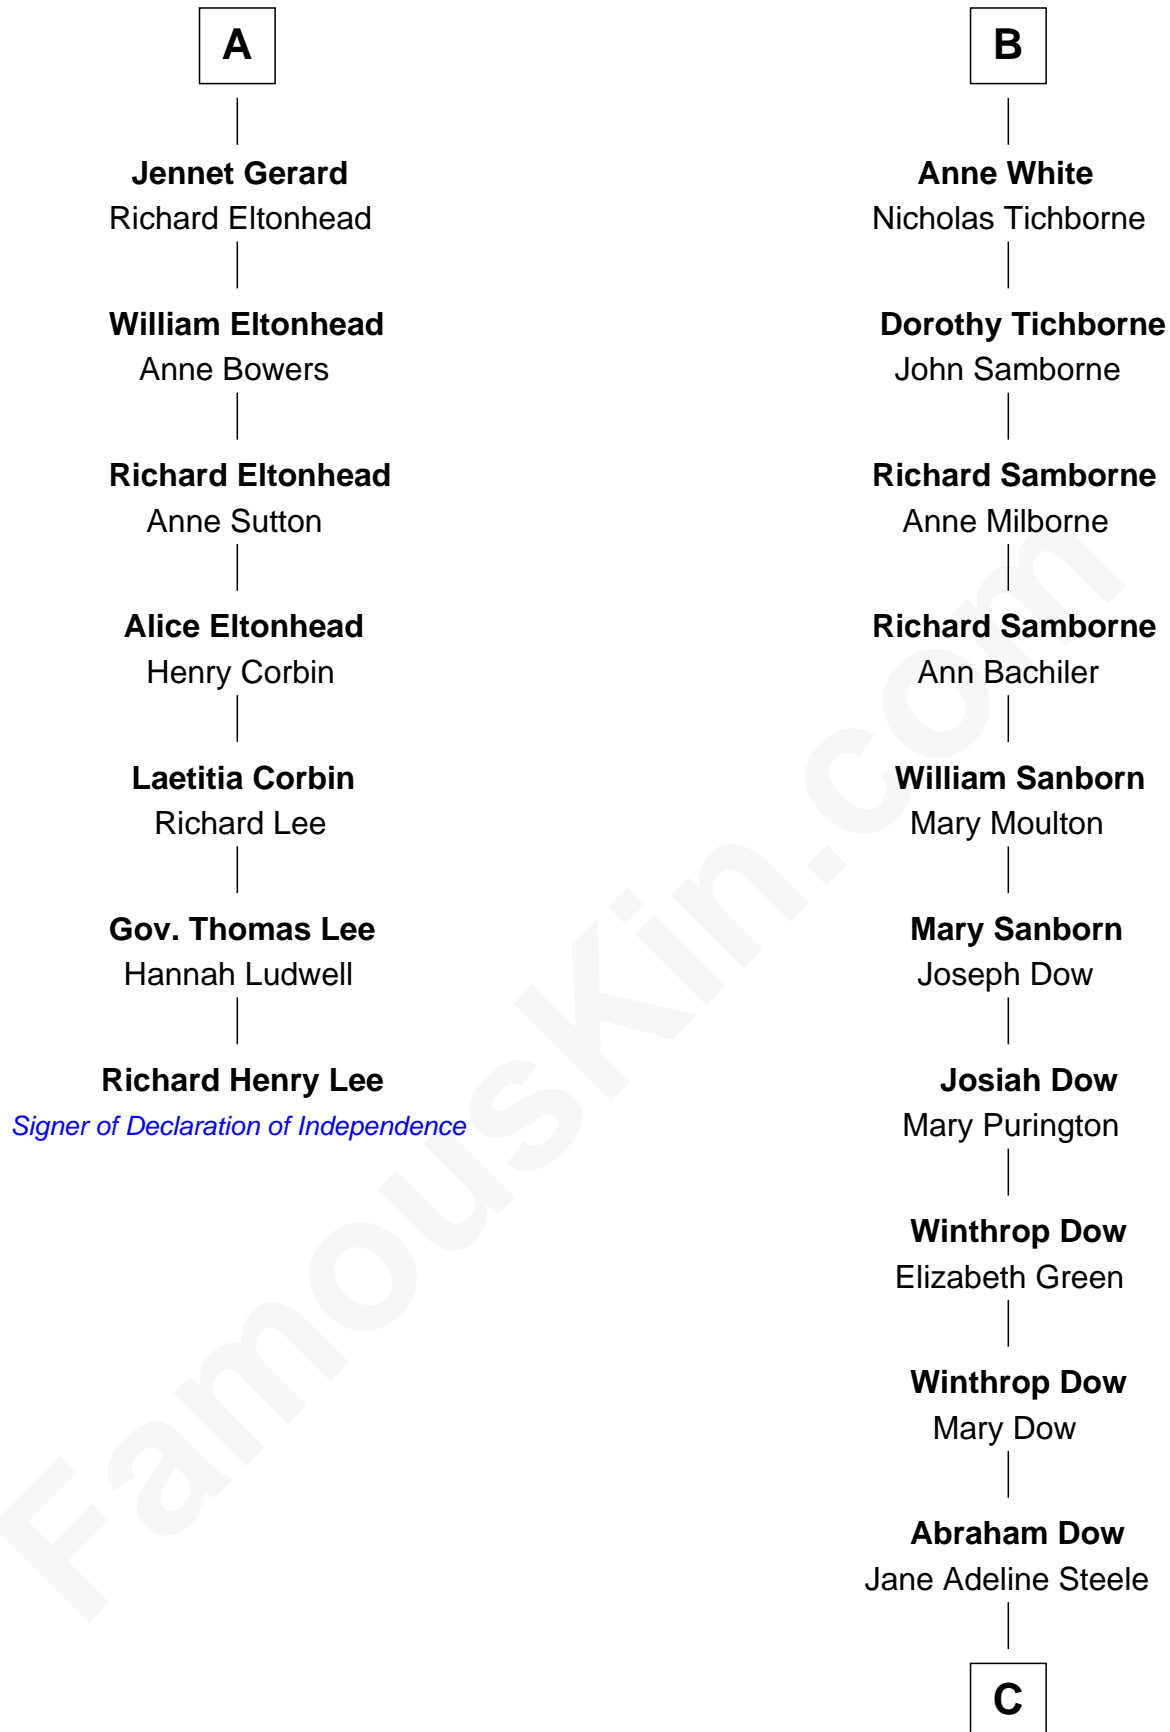 A
Jennet Gerard
Richard Eltonhead
William Eltonhead
Anne Bowers
Richard Eltonhead
Anne Sutton
Alice Eltonhead
Henry Corbin
Laetitia Corbin
Richard Lee
Gov. Thomas Lee
Hannah Ludwell
Richard Henry Lee
Signer of Declaration of Independence
B
Anne White
Nicholas Tichborne
Dorothy Tichborne
John Samborne
Richard Samborne
Anne Milborne
Richard Samborne
Ann Bachiler
William Sanborn
Mary Moulton
Mary Sanborn
Joseph Dow
Josiah Dow
Mary Purington
Winthrop Dow
Elizabeth Green
Winthrop Dow
Mary Dow
Abraham Dow
Jane Adeline Steele
C
FamousKin.com